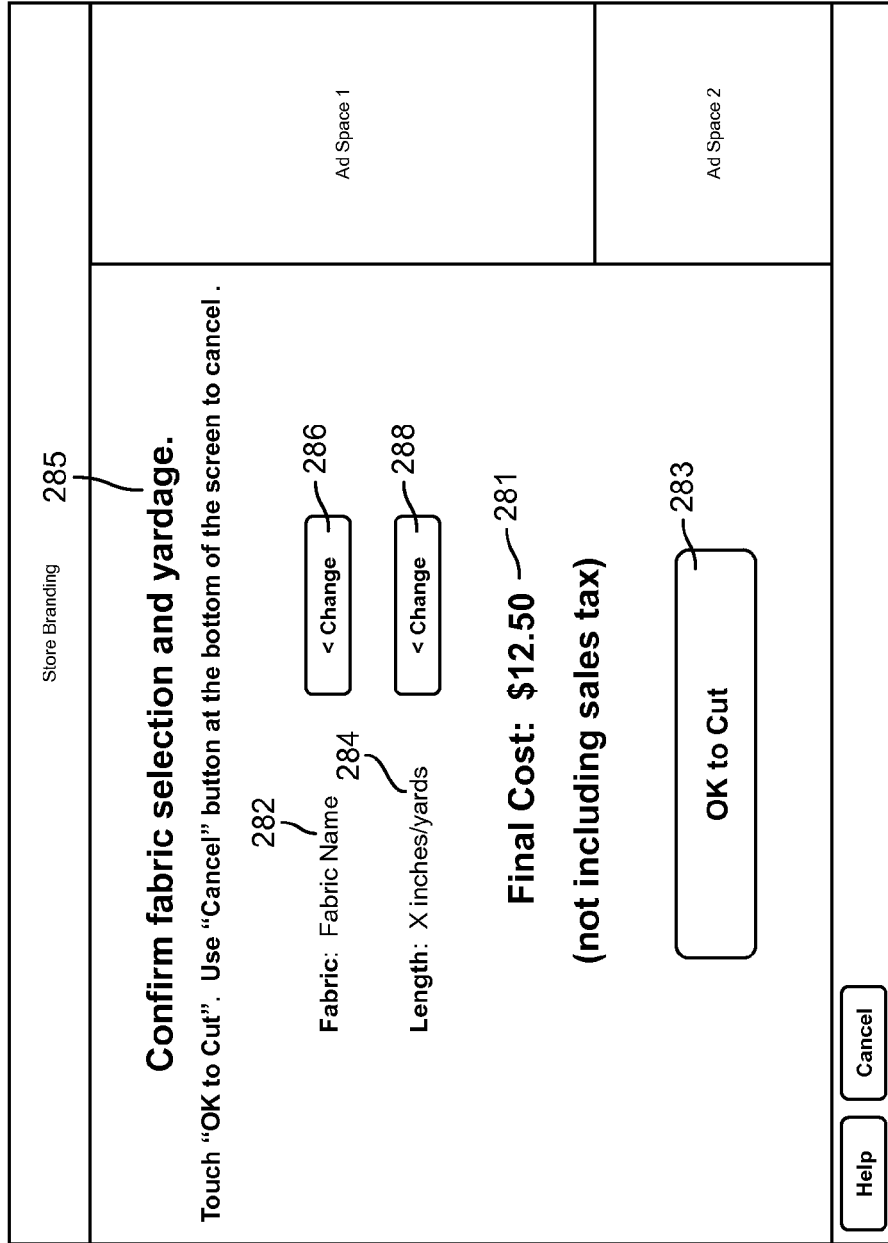 Store Branding
285
Confirm fabric selection and yardage.
Touch “OK to Cut”. Use “Cancel” button at the bottom of the screen to cancel .
282
Fabric: Fabric Name
< Change
286
284
Length: X inches/yards
< Change
288
Final Cost: $12.50
281
(not including sales tax)
OK to Cut
283
Ad Space 1
Ad Space 2
Help
Cancel